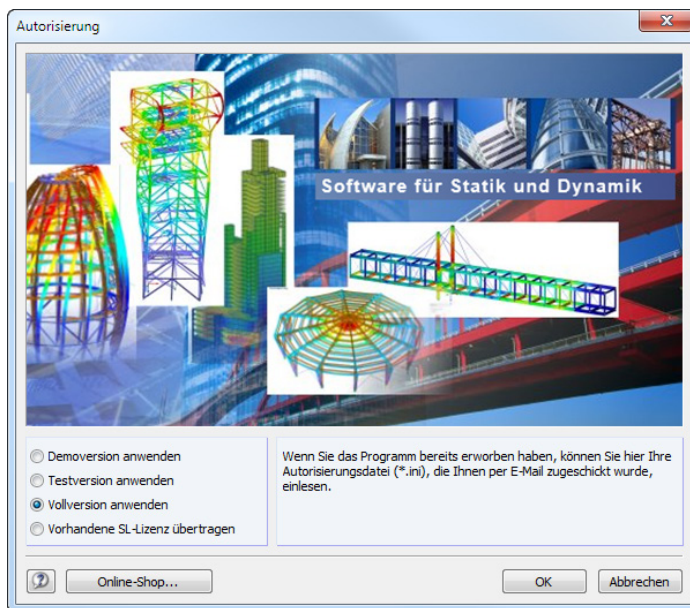 Autorisierung
Software für Statik und Dynamik
Demoversion anwenden
Testversion anwenden
Vollversion anwenden
Vorhandene SL-Lizenz übertragen
Wenn Sie das Programm bereits erworben haben, können Sie hier Ihre
Autorisierungsdatei (*.ini), die Ihnen per E-Mail zugeschickt wurde,
einlesen.
Online-Shop...
OK
Abbrechen